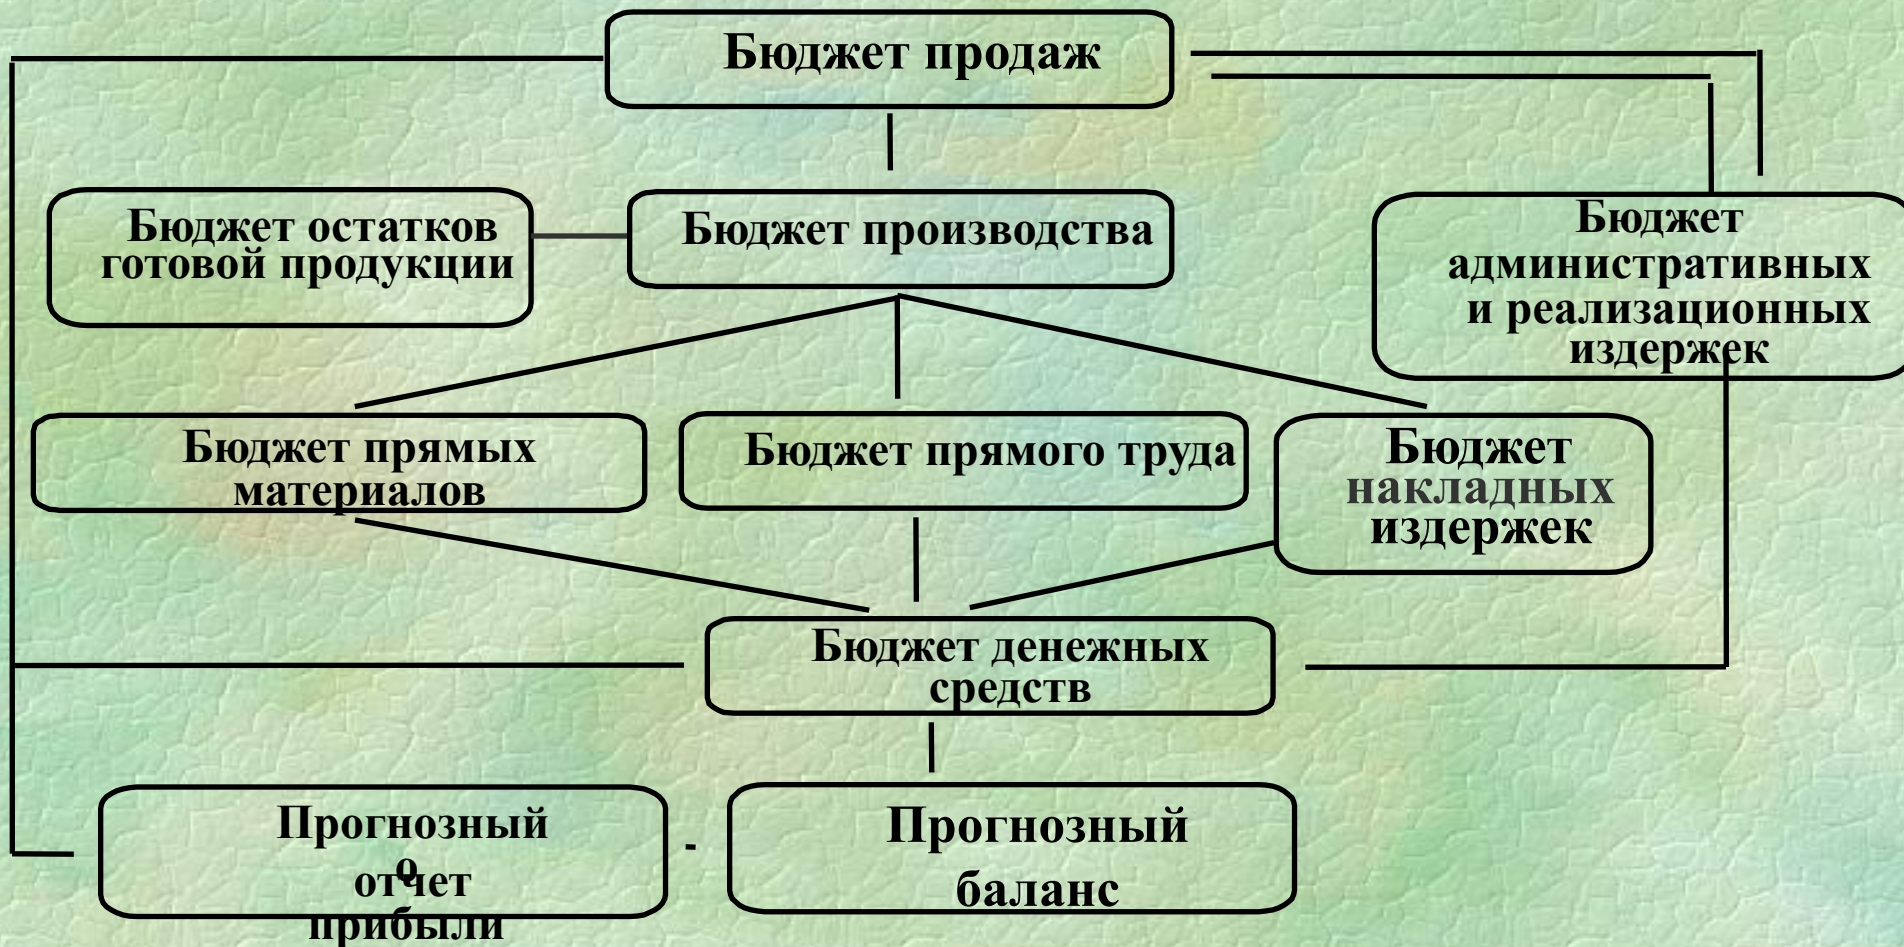 Бюджет продаж
Бюджет остатков
готовой продукции
Бюджет производства
Бюджет
административных
и реализационных
издержек
Бюджет прямых
материалов
Бюджет прямого труда
Бюджет
накладных
издержек
Бюджет денежных
средств
Прогнозный
о
отчет
прибыли
-
Прогнозный
баланс